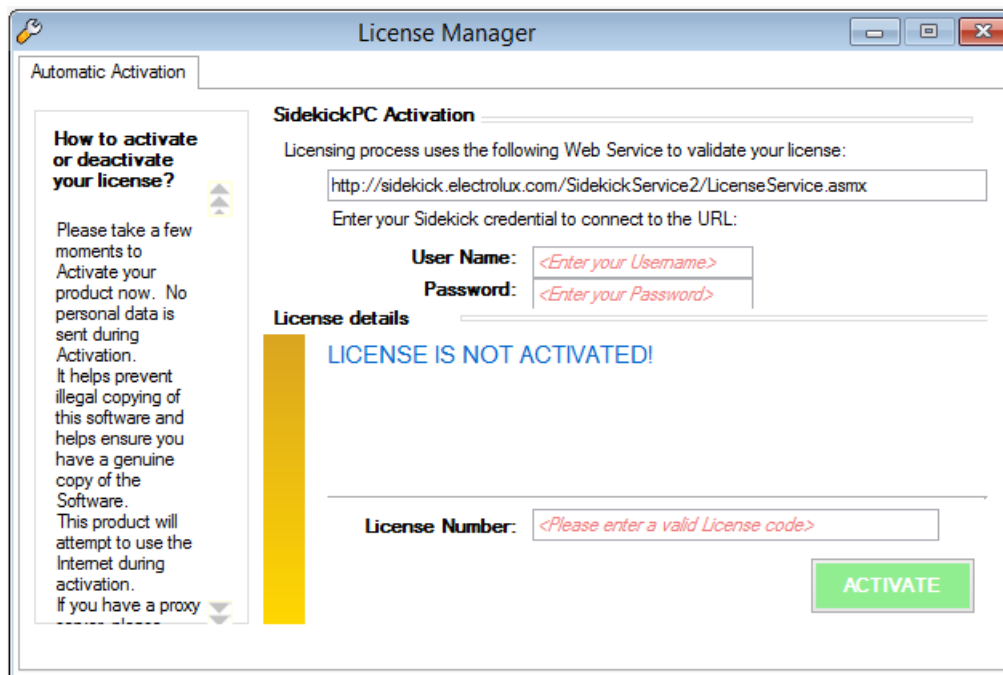 License Manager
Automatic Activation
How to activate
or deactivate
your license?
Please take a few
moments to
Activate your
product now. No
personal data is
sent during
Activation.
It helps prevent
illegal copying of
this software and
helps ensure you
have a genuine
copy of the
Software.
This product will
attempt to use the
Internet during
activation.
If you have a proxy
SidekickPC Activation
Licensing process uses the following Web Service to validate your license:
http://sidekick.electrolux.com/SidekickService2/LicenseService.asmx
Enter your Sidekick credential to connect to the URL:
User Name: <Enter your Username>
Password: <Enter your Password>
License details
LICENSE IS NOT ACTIVATED!
License Number: <Please enter a valid License code>
ACTIVATE